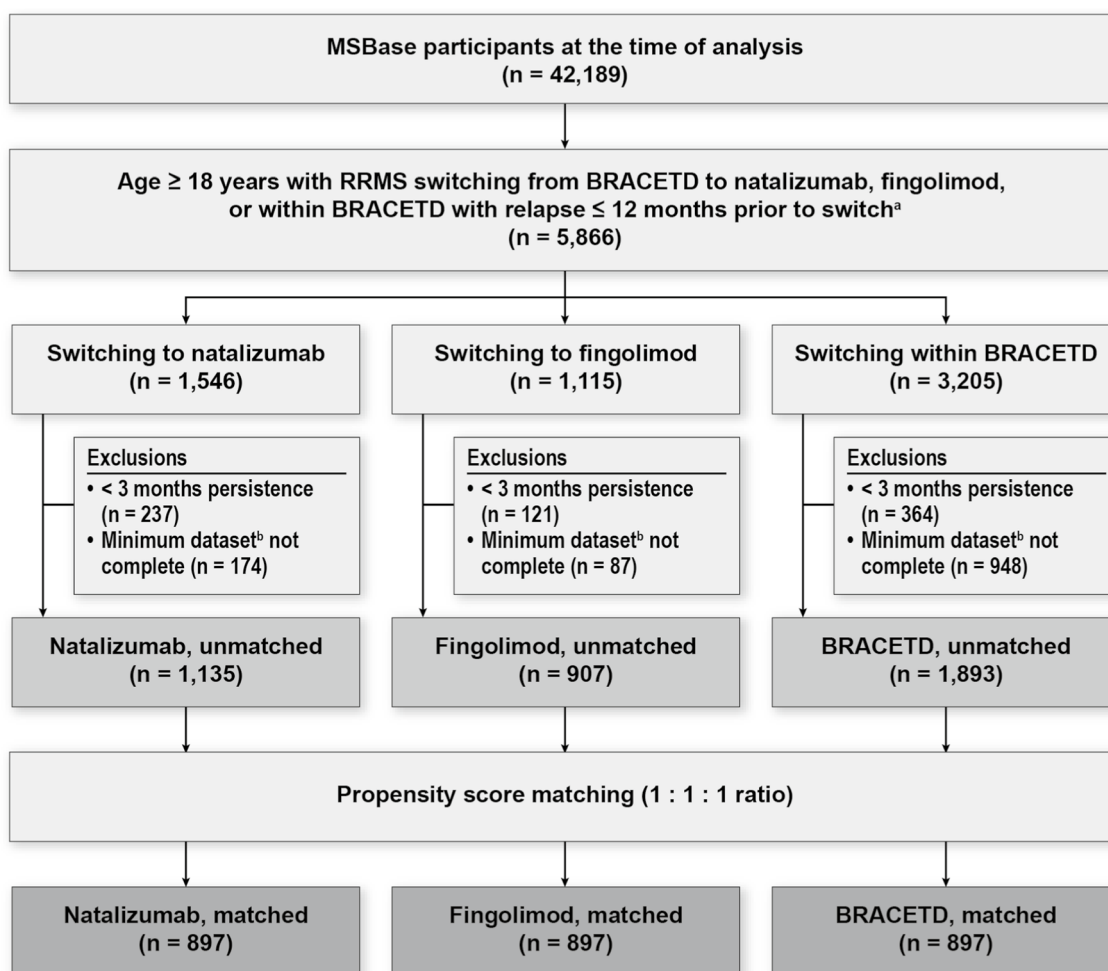 MSBase participants at the time of analysis
(n = 42,189)
Age ≥ 18 years with RRMS switching from BRACETD to natalizumab, fingolimod,
or within BRACETD with relapse ≤ 12 months prior to switchᵃ
(n = 5,866)
Switching to natalizumab
(n = 1,546)
Exclusions
• < 3 months persistence
(n = 237)
• Minimum datasetᵇ not
complete (n = 174)
Switching to fingolimod
(n = 1,115)
Exclusions
• < 3 months persistence
(n = 121)
• Minimum datasetᵇ not
complete (n = 87)
Switching within BRACETD
(n = 3,205)
Exclusions
• < 3 months persistence
(n = 364)
• Minimum datasetᵇ not
complete (n = 948)
Natalizumab, unmatched
(n = 1,135)
Fingolimod, unmatched
(n = 907)
BRACETD, unmatched
(n = 1,893)
Propensity score matching (1 : 1 : 1 ratio)
Natalizumab, matched
(n = 897)
Fingolimod, matched
(n = 897)
BRACETD, matched
(n = 897)